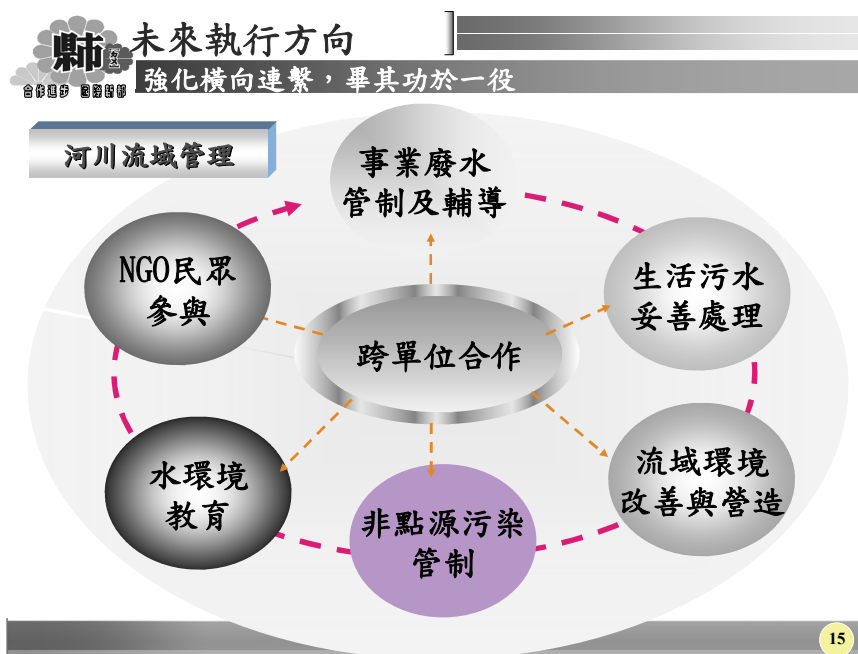 未來執行方向
強化橫向連繫，畢其功於一役
河川流域管理
事業廢水
管制及輔導
NGO民眾
參與
生活污水
妥善處理
跨單位合作
水環境
教育
流域環境
改善與營造
非點源污染
管制
15